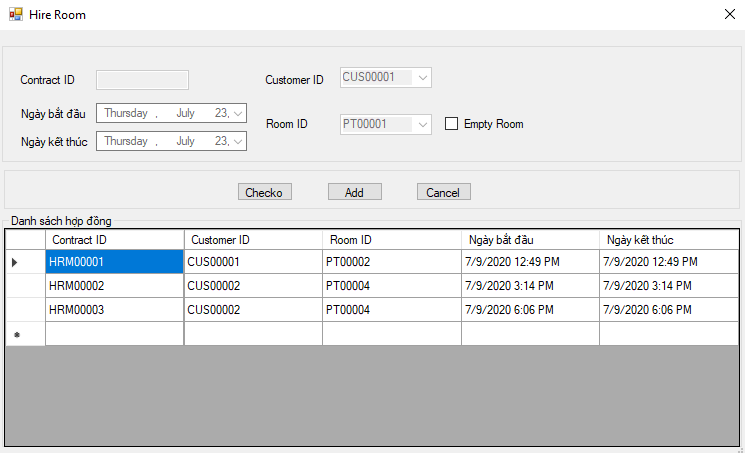 Hire Room
Contract ID
Customer ID CUS00001
Ngày bắt đầu Thursday , July 23,
Room ID PT00001 Empty Room
Ngày kết thúc Thursday , July 23,
Checko Add Cancel
Danh sách hợp đồng
Contract ID Customer ID Room ID Ngày bắt đầu Ngày kết thúc
HRM00001 CUS00001 PT00002 7/9/2020 12:49 PM 7/9/2020 12:49 PM
HRM00002 CUS00002 PT00004 7/9/2020 3:14 PM 7/9/2020 3:14 PM
HRM00003 CUS00002 PT00004 7/9/2020 6:06 PM 7/9/2020 6:06 PM